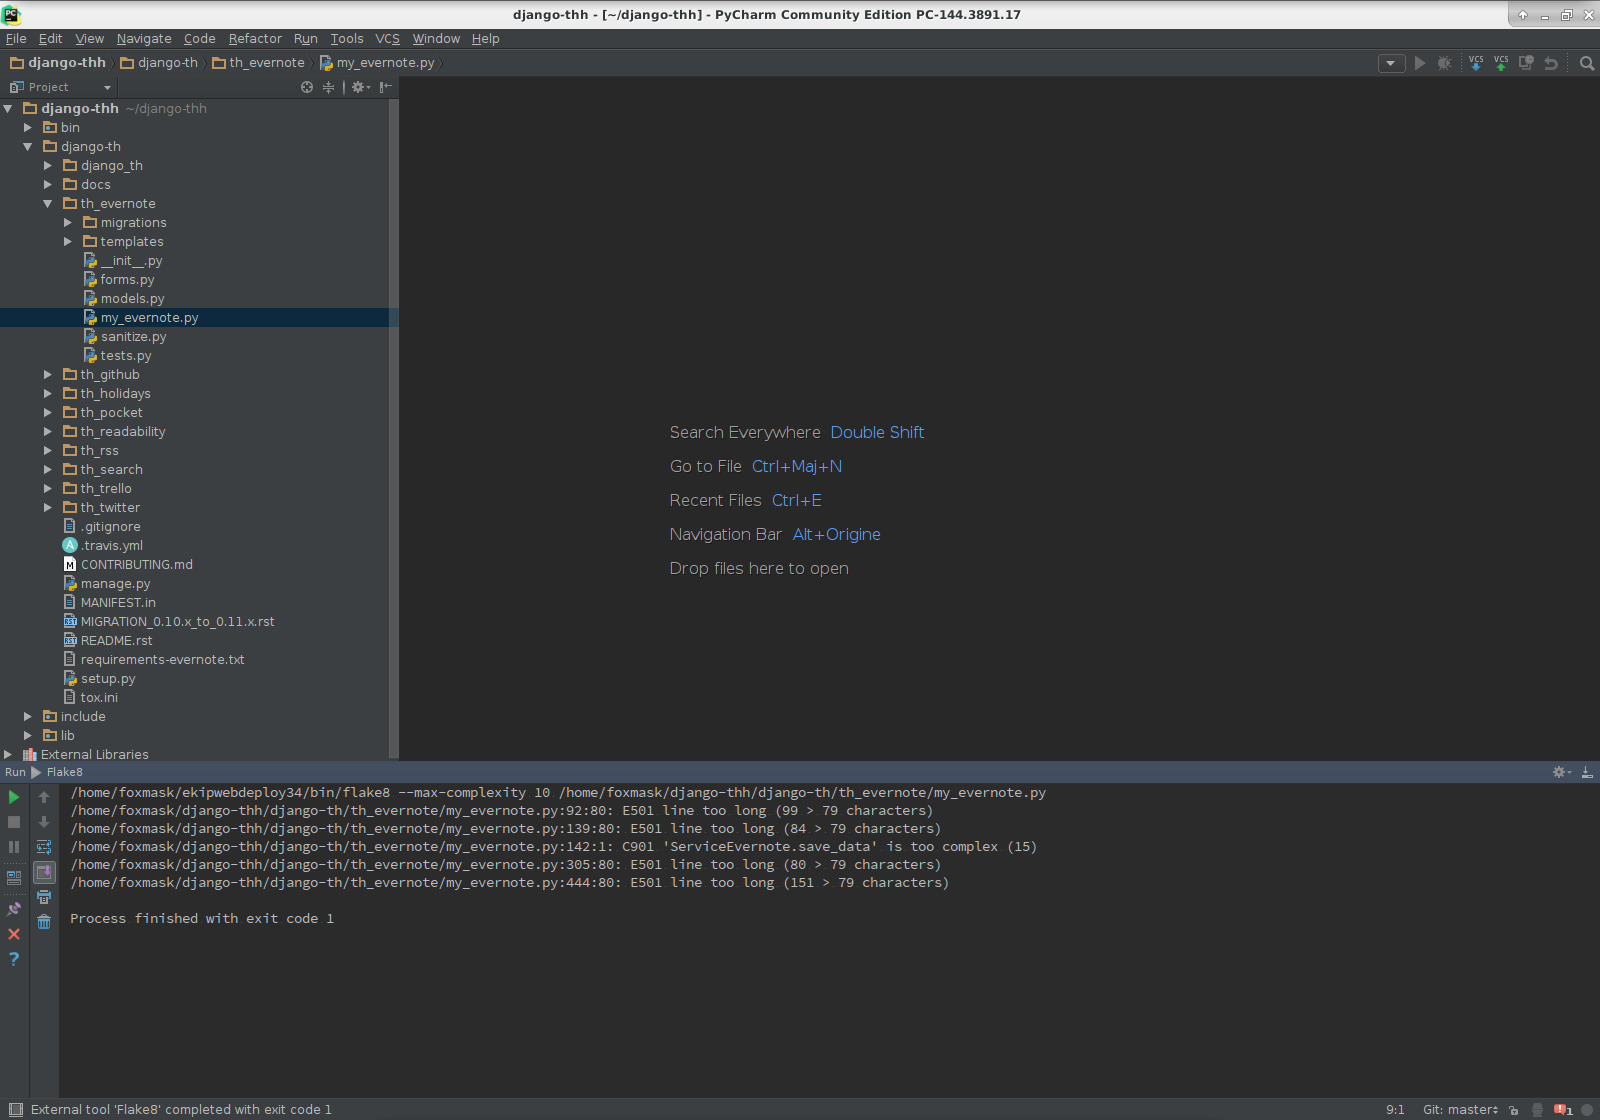 django-thh - [~/django-thh] - PyCharm Community Edition PC-144.3891.17
File Edit View Navigate Code Refactor Run Tools VCS Window Help
django-thh django-th th_evernote my_evernote.py
VCS VCS
Project
django-thh ~/django-thh
bin
django-th
django_th
docs
th_evernote
migrations
templates
__init__.py
forms.py
models.py
my_evernote.py
sanitize.py
tests.py
th_github
th_holidays
th_pocket
th_readability
th_rss
th_search
th_trello
th_twitter
.gitignore
.travis.yml
CONTRIBUTING.md
manage.py
MANIFEST.in
MIGRATION_0.10.x_to_0.11.x.rst
README.rst
requirements-evernote.txt
setup.py
tox.ini
include
lib
External Libraries
Search Everywhere Double Shift
Go to File Ctrl+Maj+N
Recent Files Ctrl+E
Navigation Bar Alt+Origine
Drop files here to open
Run Flake8
/home/foxmask/ekipwebdeploy34/bin/flake8 --max-complexity 10 /home/foxmask/django-thh/django-th/th_evernote/my_evernote.py
/home/foxmask/django-thh/django-th/th_evernote/my_evernote.py:92:80: E501 line too long (99 > 79 characters)
/home/foxmask/django-thh/django-th/th_evernote/my_evernote.py:139:80: E501 line too long (84 > 79 characters)
/home/foxmask/django-thh/django-th/th_evernote/my_evernote.py:142:1: C901 'ServiceEvernote.save_data' is too complex (15)
/home/foxmask/django-thh/django-th/th_evernote/my_evernote.py:305:80: E501 line too long (80 > 79 characters)
/home/foxmask/django-thh/django-th/th_evernote/my_evernote.py:444:80: E501 line too long (151 > 79 characters)
Process finished with exit code 1
External tool 'Flake8' completed with exit code 1
9:1 Git: master 1